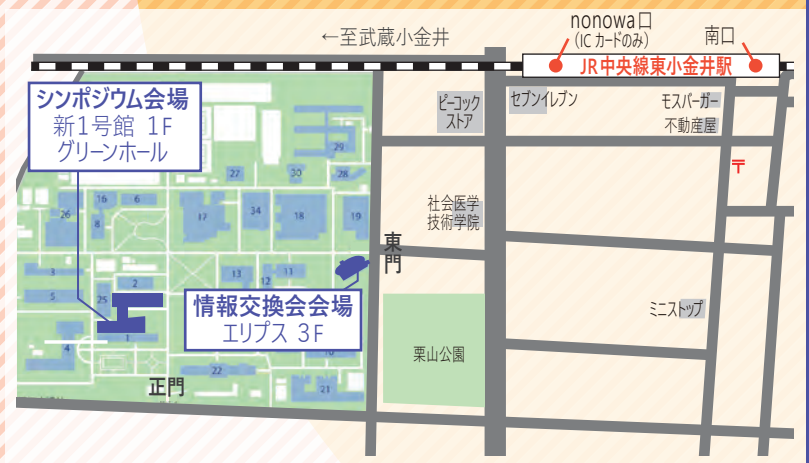 ←至武蔵小金井
nonowa口
（ICカードのみ）
南口
JR中央線東小金井駅
シンポジウム会場
新1号館 1F
グリーンホール
ピーコック
ストア
セブンイレブン
モスバーガー
不動産屋
〒
29
27
30
28
16
6
26
8
17
34
18
19
社会医学
技術学院
東
門
3
5
2
25
13
12
11
情報交換会会場
エリプス 3F
ミニストップ
1
4
10
栗山公園
22
正門
21